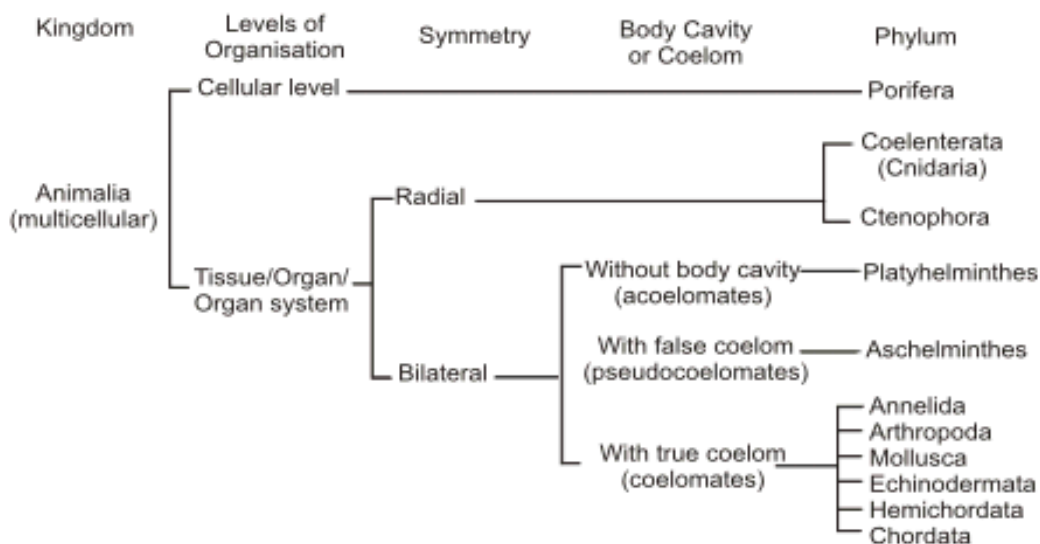 Kingdom
Levels of
Organisation
Symmetry
Body Cavity
or Coelom
Phylum
Cellular level
Porifera
Animalia
(multicellular)
Tissue/Organ/
Organ system
Radial
Coelenterata
(Cnidaria)
Ctenophora
Bilateral
Without body cavity
(acoelomates)
Platyhelminthes
With false coelom
(pseudocoelomates)
Aschelminthes
With true coelom
(coelomates)
Annelida
Arthropoda
Mollusca
Echinodermata
Hemichordata
Chordata